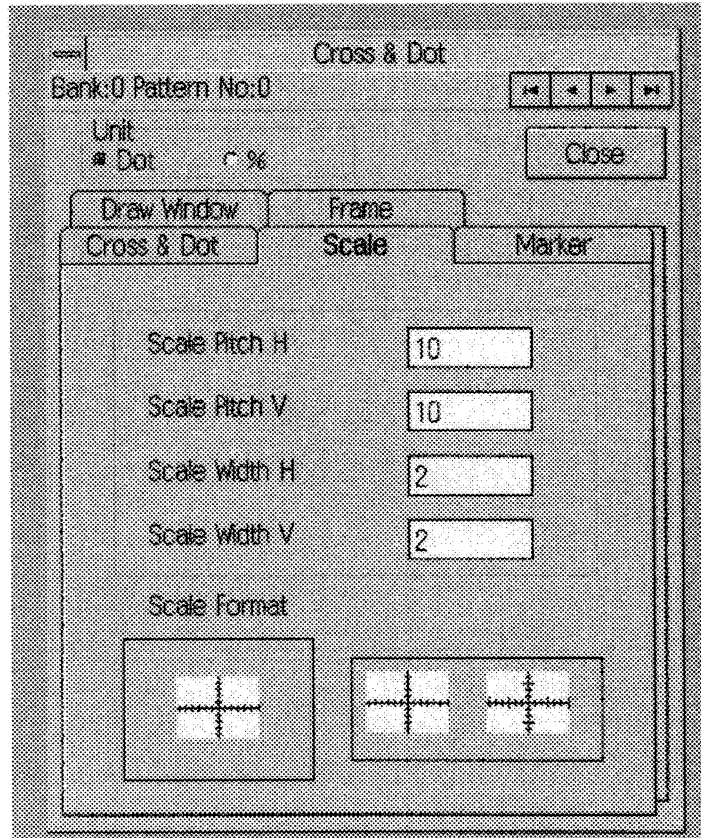 Cross & Dot
Bank:0 Pattern No:0
Unit
Dot %
Close
Draw Window Frame
Cross & Dot Scale Marker
Scale Pitch H 10
Scale Pitch V 10
Scale Width H 2
Scale Width V 2
Scale Format